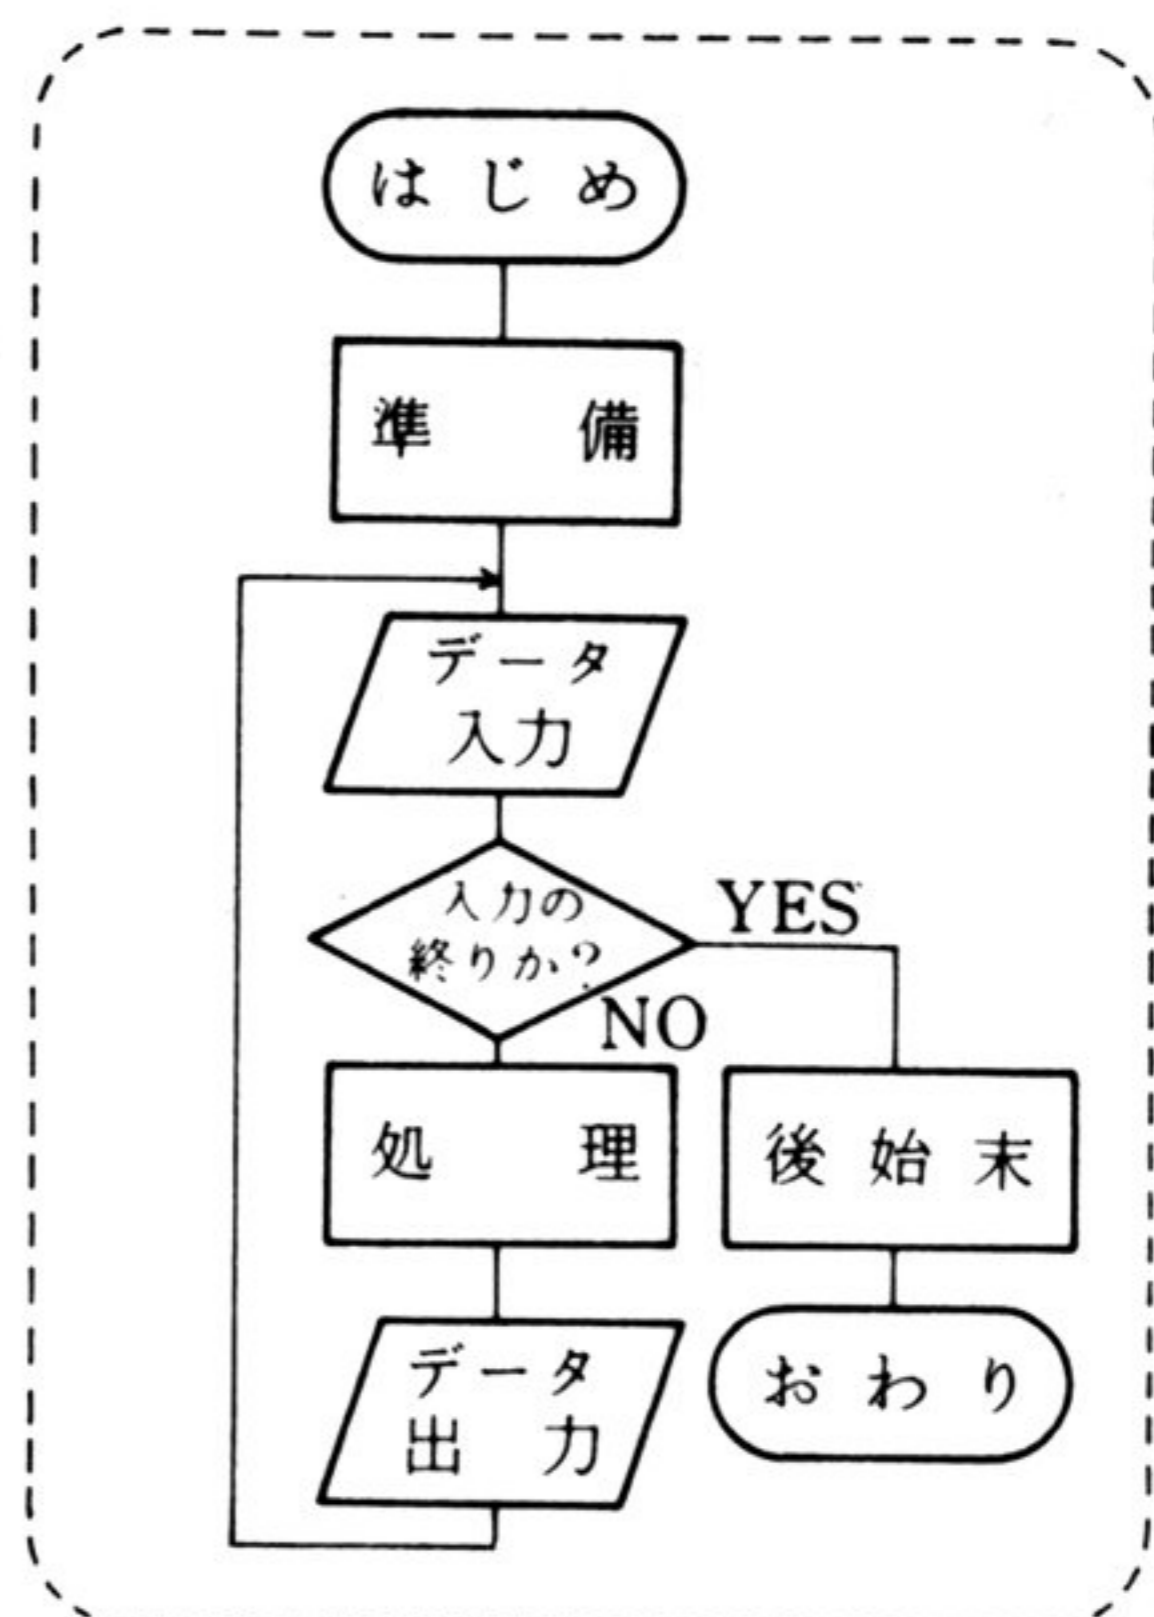 はじめ
準備
データ
入力
入力の
終りか?
YES
NO
処理
後始末
データ
出力
おわり